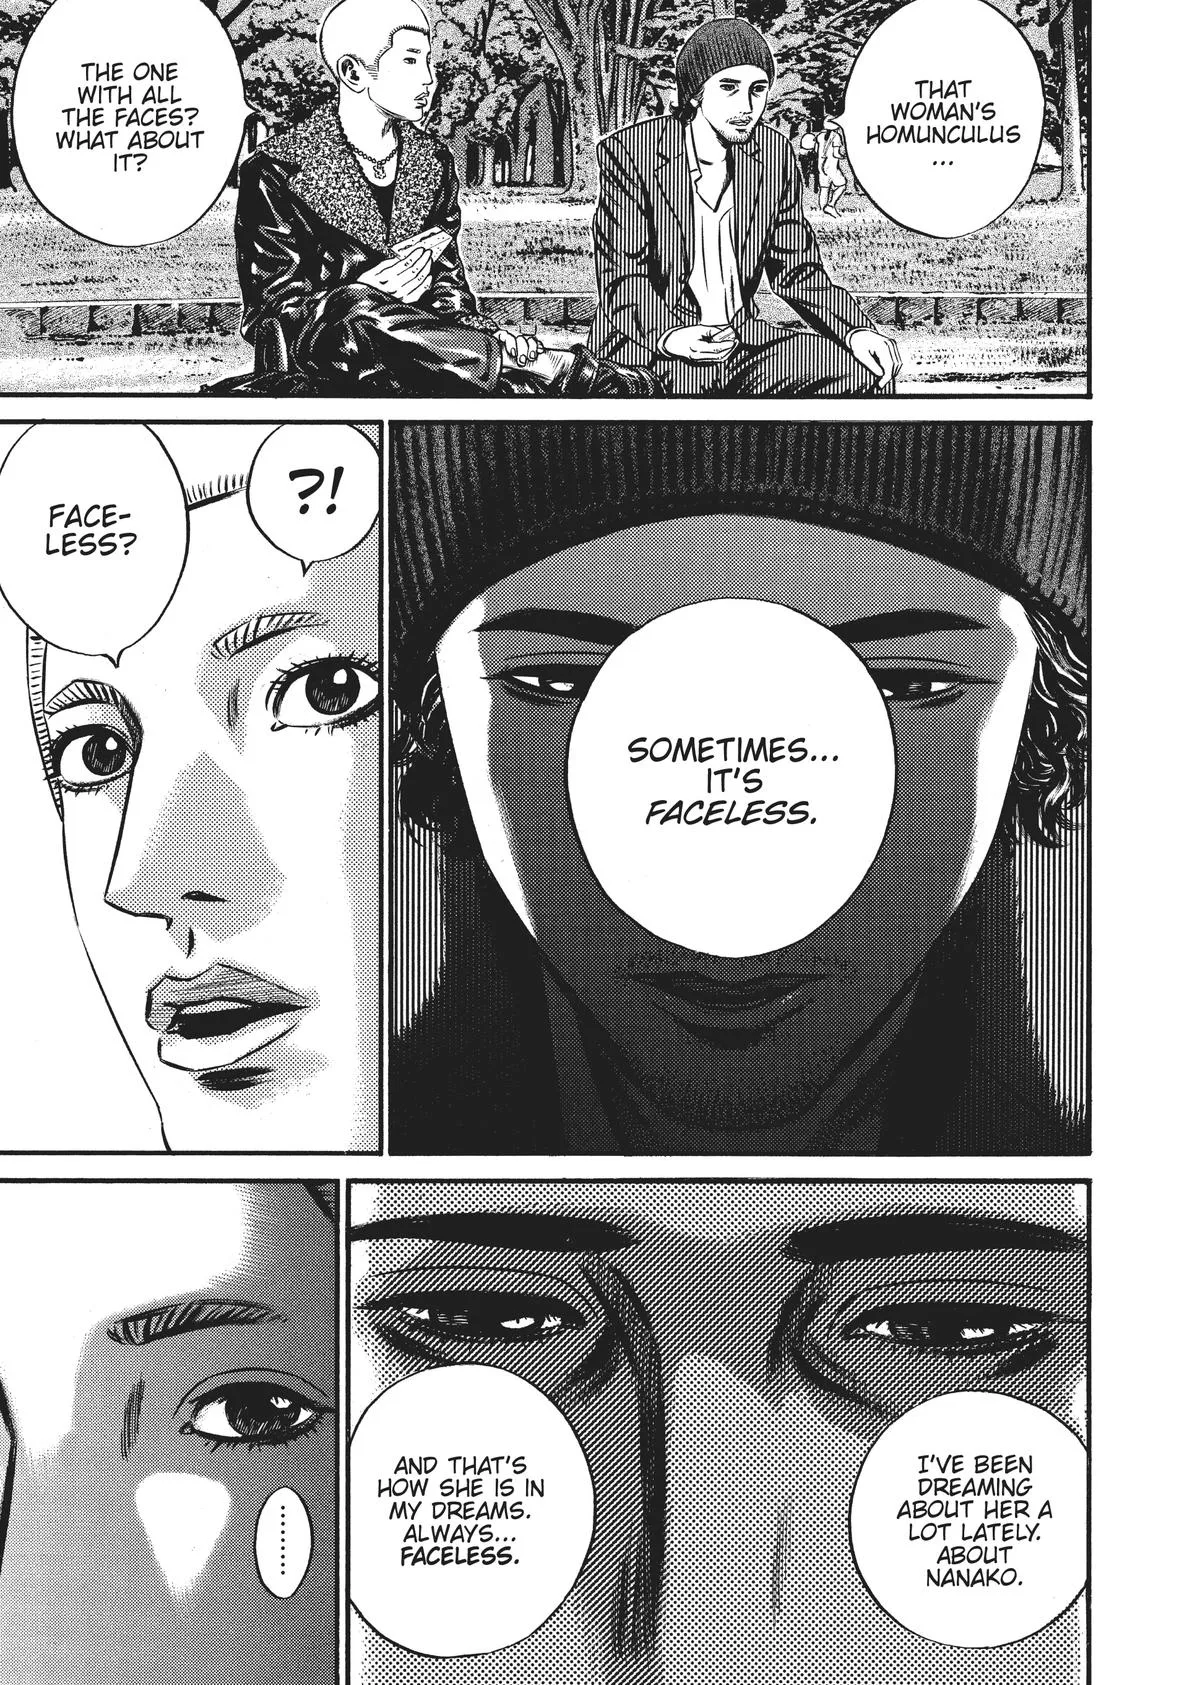 THAT
WOMAN'S
HOMUNCULUS
...
THE ONE
WITH ALL
THE FACES?
WHAT ABOUT
IT?
SOMETIMES...
IT'S
FACELESS.
?!
FACE-
LESS?
I'VE BEEN
DREAMING
ABOUT HER A
LOT LATELY.
ABOUT
NANAKO.
AND THAT'S
HOW SHE IS IN
MY DREAMS.
ALWAYS...
FACELESS.
.........